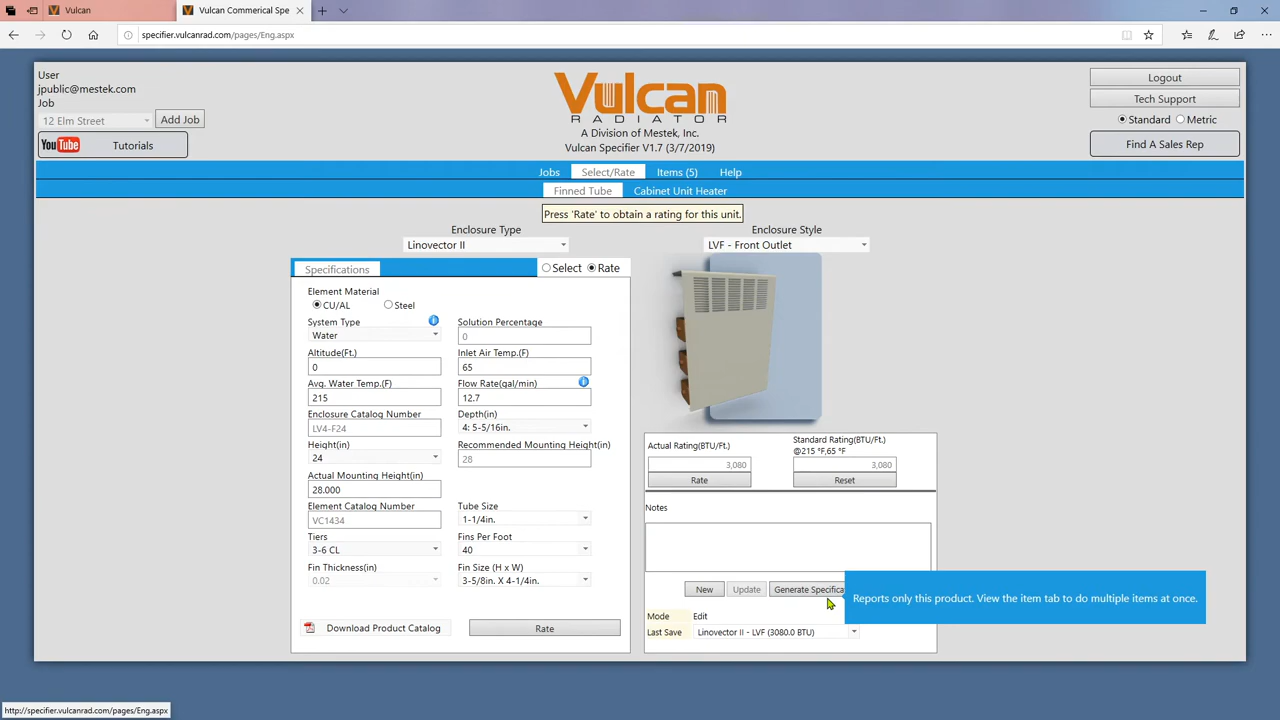 Vulcan
Vulcan Commerical Spe
specifier.vulcanrad.com/pages/Eng.aspx
User
jpublic@mestek.com
Job
12 Elm Street
Add Job
YouTube
Tutorials
Vulcan
RADIATOR
A Division of Mestek, Inc.
Vulcan Specifier V1.7 (3/7/2019)
Logout
Tech Support
Standard
Metric
Find A Sales Rep
Jobs
Select/Rate
Items (5)
Help
Finned Tube
Cabinet Unit Heater
Press 'Rate' to obtain a rating for this unit.
Enclosure Type
Linovector II
Enclosure Style
LVF - Front Outlet
Specifications
Select
Rate
Element Material
CU/AL
Steel
System Type
Water
Solution Percentage
0
Altitude(Ft.)
0
Inlet Air Temp.(F)
65
Avg. Water Temp.(F)
215
Flow Rate(gal/min)
12.7
Enclosure Catalog Number
LV4-F24
Depth(in)
4: 5-5/16in.
Height(in)
24
Recommended Mounting Height(in)
28
Actual Mounting Height(in)
28.000
Element Catalog Number
VC1434
Tube Size
1-1/4in.
Tiers
3-6 CL
Fins Per Foot
40
Fin Thickness(in)
0.02
Fin Size (H x W)
3-5/8in. X 4-1/4in.
Download Product Catalog
Rate
Actual Rating(BTU/Ft.)
3,080
Rate
Standard Rating(BTU/Ft.)
@215 °F,65 °F
3,080
Reset
Notes
New
Update
Generate Specifica
Reports only this product. View the item tab to do multiple items at once.
Mode
Edit
Last Save
Linovector II - LVF (3080.0 BTU)
http://specifier.vulcanrad.com/pages/Eng.aspx